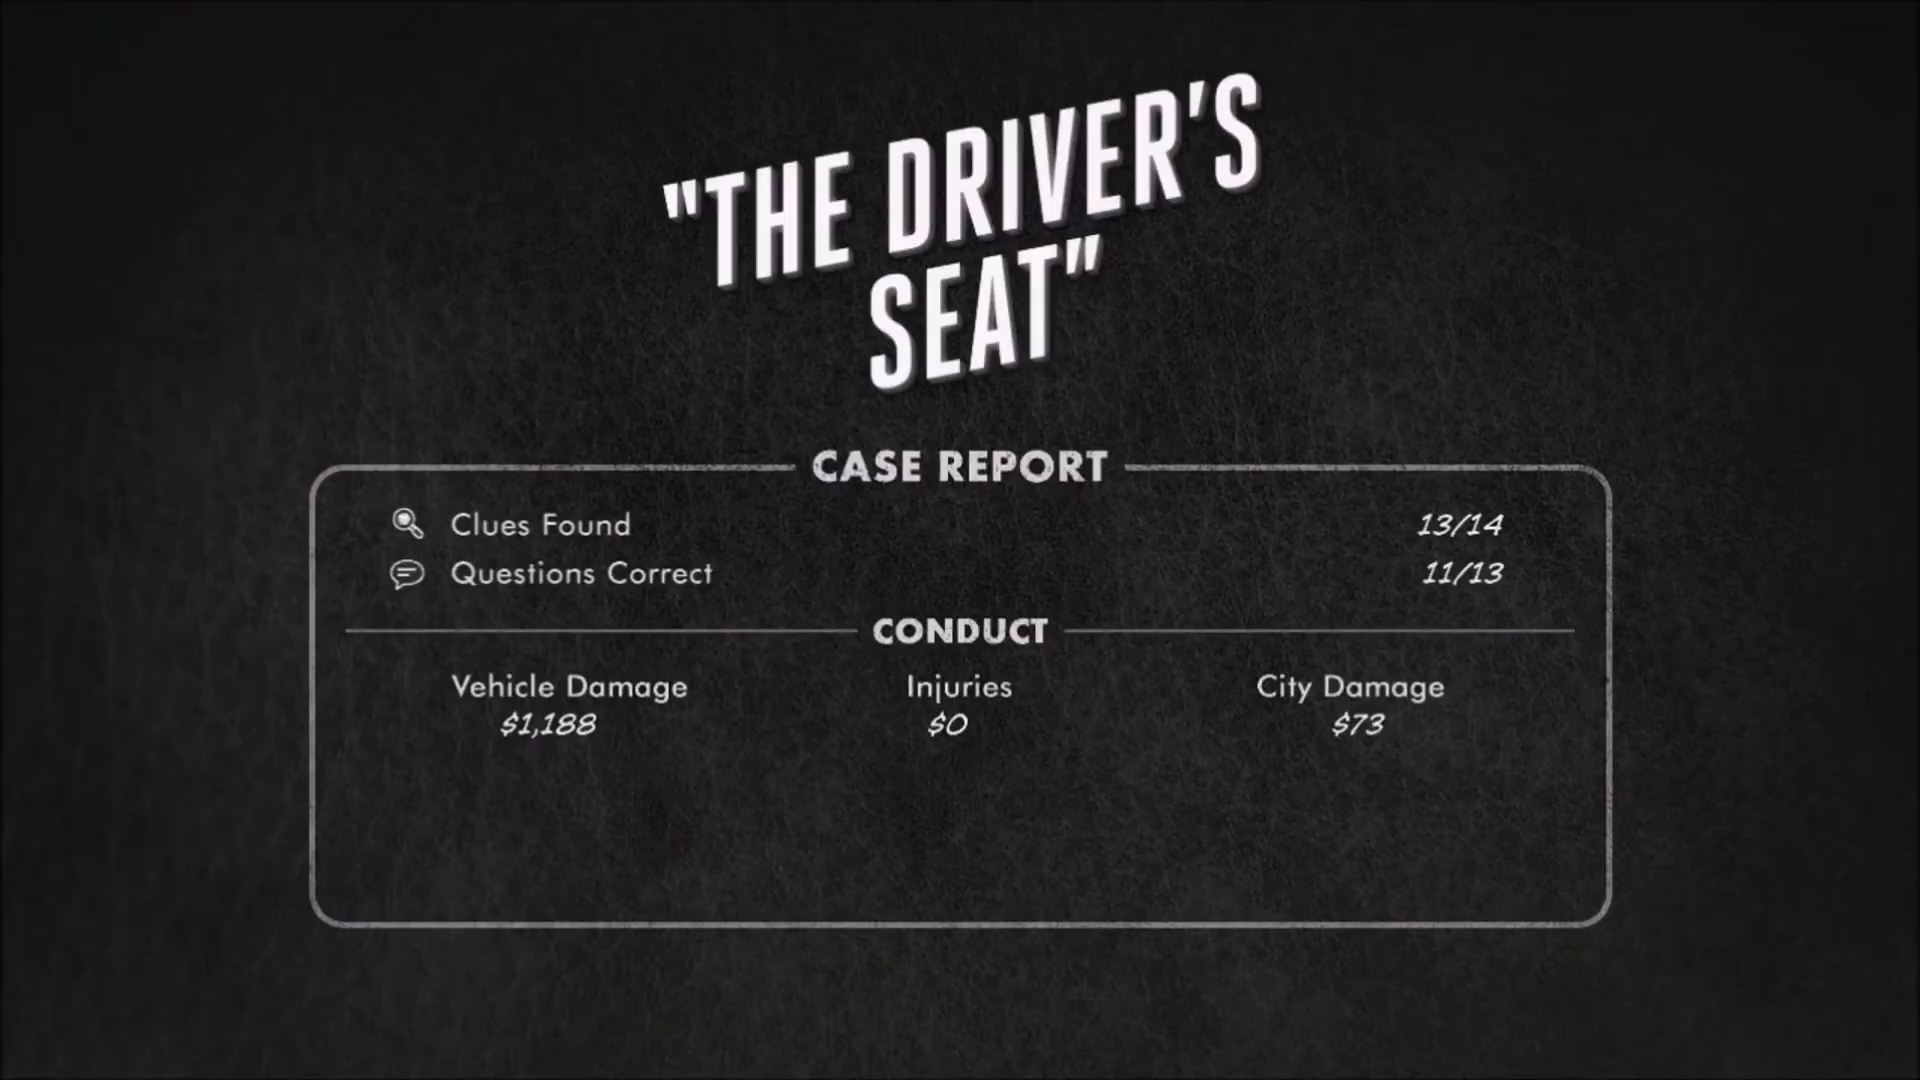 "THE DRIVER'S
SEAT"
CASE REPORT
Clues Found 13/14
Questions Correct 11/13
CONDUCT
Vehicle Damage Injuries City Damage
$1,188 $0 $73